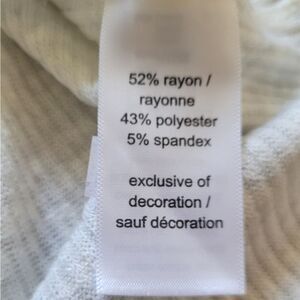 52% rayon /
rayonne
43% polyester
5% spandex
exclusive of
decoration /
sauf décoration